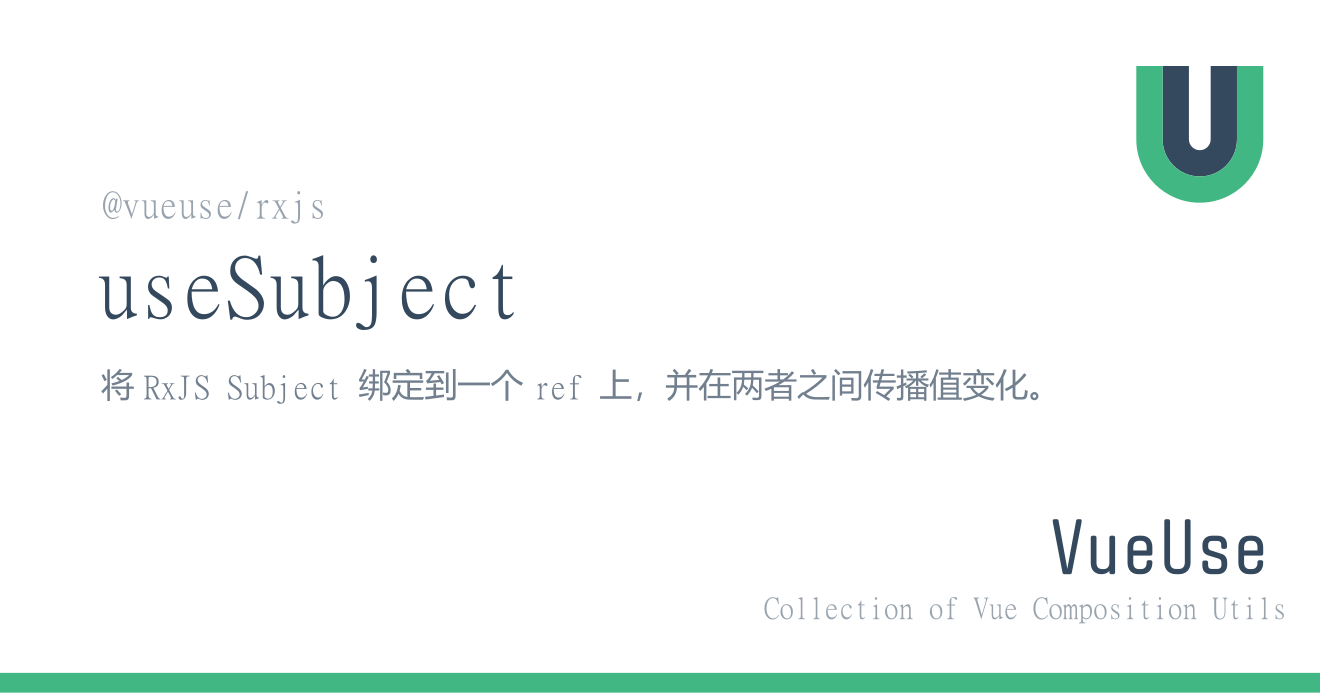 @vueuse/rxjs
useSubject
将 RxJS Subject 绑定到一个 ref 上，并在两者之间传播值变化。
VueUse
Collection of Vue Composition Utils